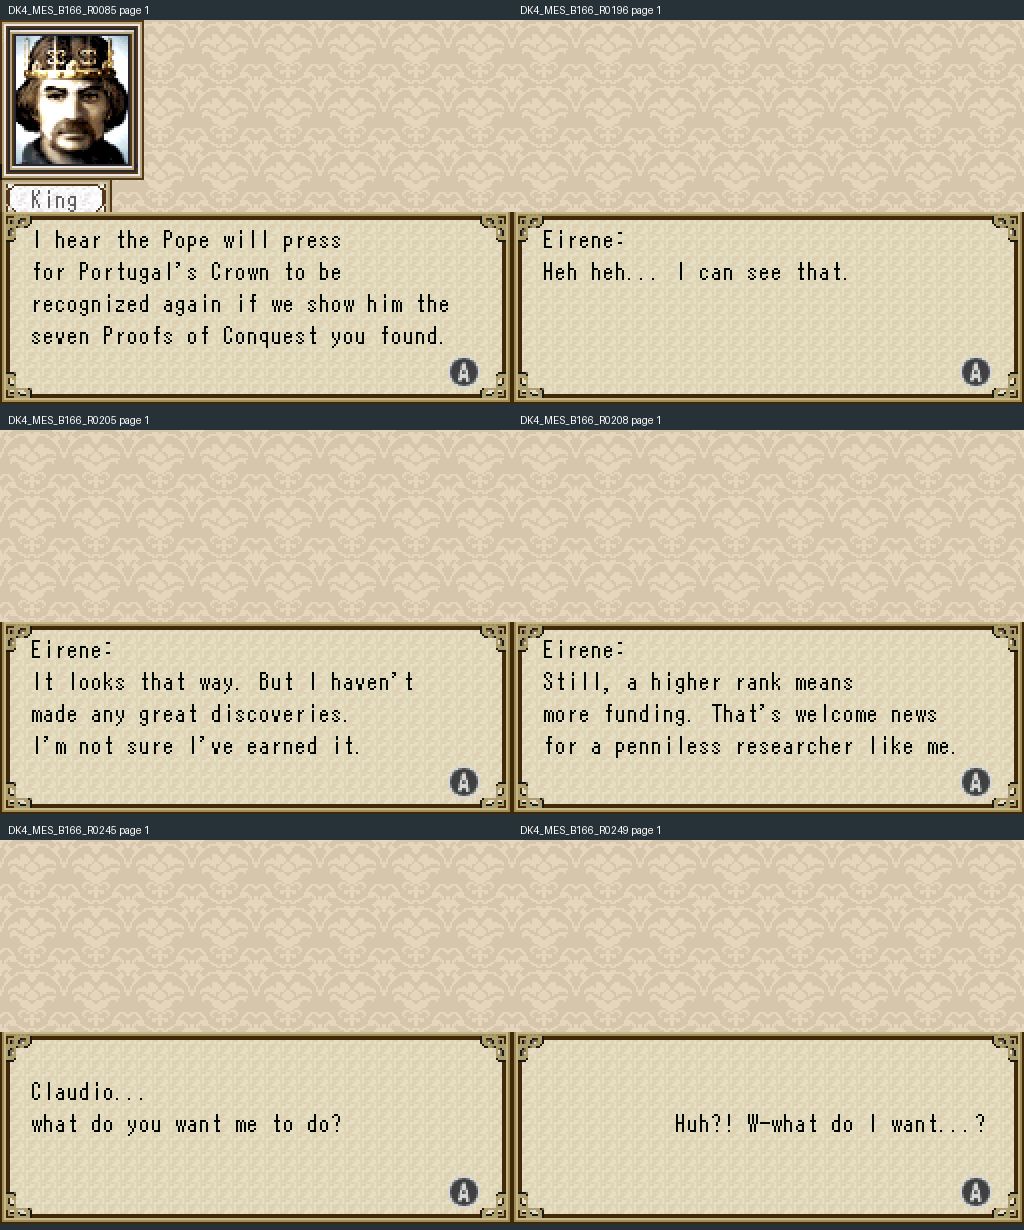 DK4_MES_B166_R0085 page 1
DK4_MES_B166_R0196 page 1
King
I hear the Pope will press
for Portugal's Crown to be
recognized again if we show him the
seven Proofs of Conquest you found.
A
Eirene:
Heh heh... I can see that.
A
DK4_MES_B166_R0205 page 1
DK4_MES_B166_R0208 page 1
Eirene:
It looks that way. But I haven't
made any great discoveries.
I'm not sure I've earned it.
A
Eirene:
Still, a higher rank means
more funding. That's welcome news
for a penniless researcher like me.
A
DK4_MES_B166_R0245 page 1
DK4_MES_B166_R0249 page 1
Claudio...
what do you want me to do?
A
Huh?! W-what do I want...?
A